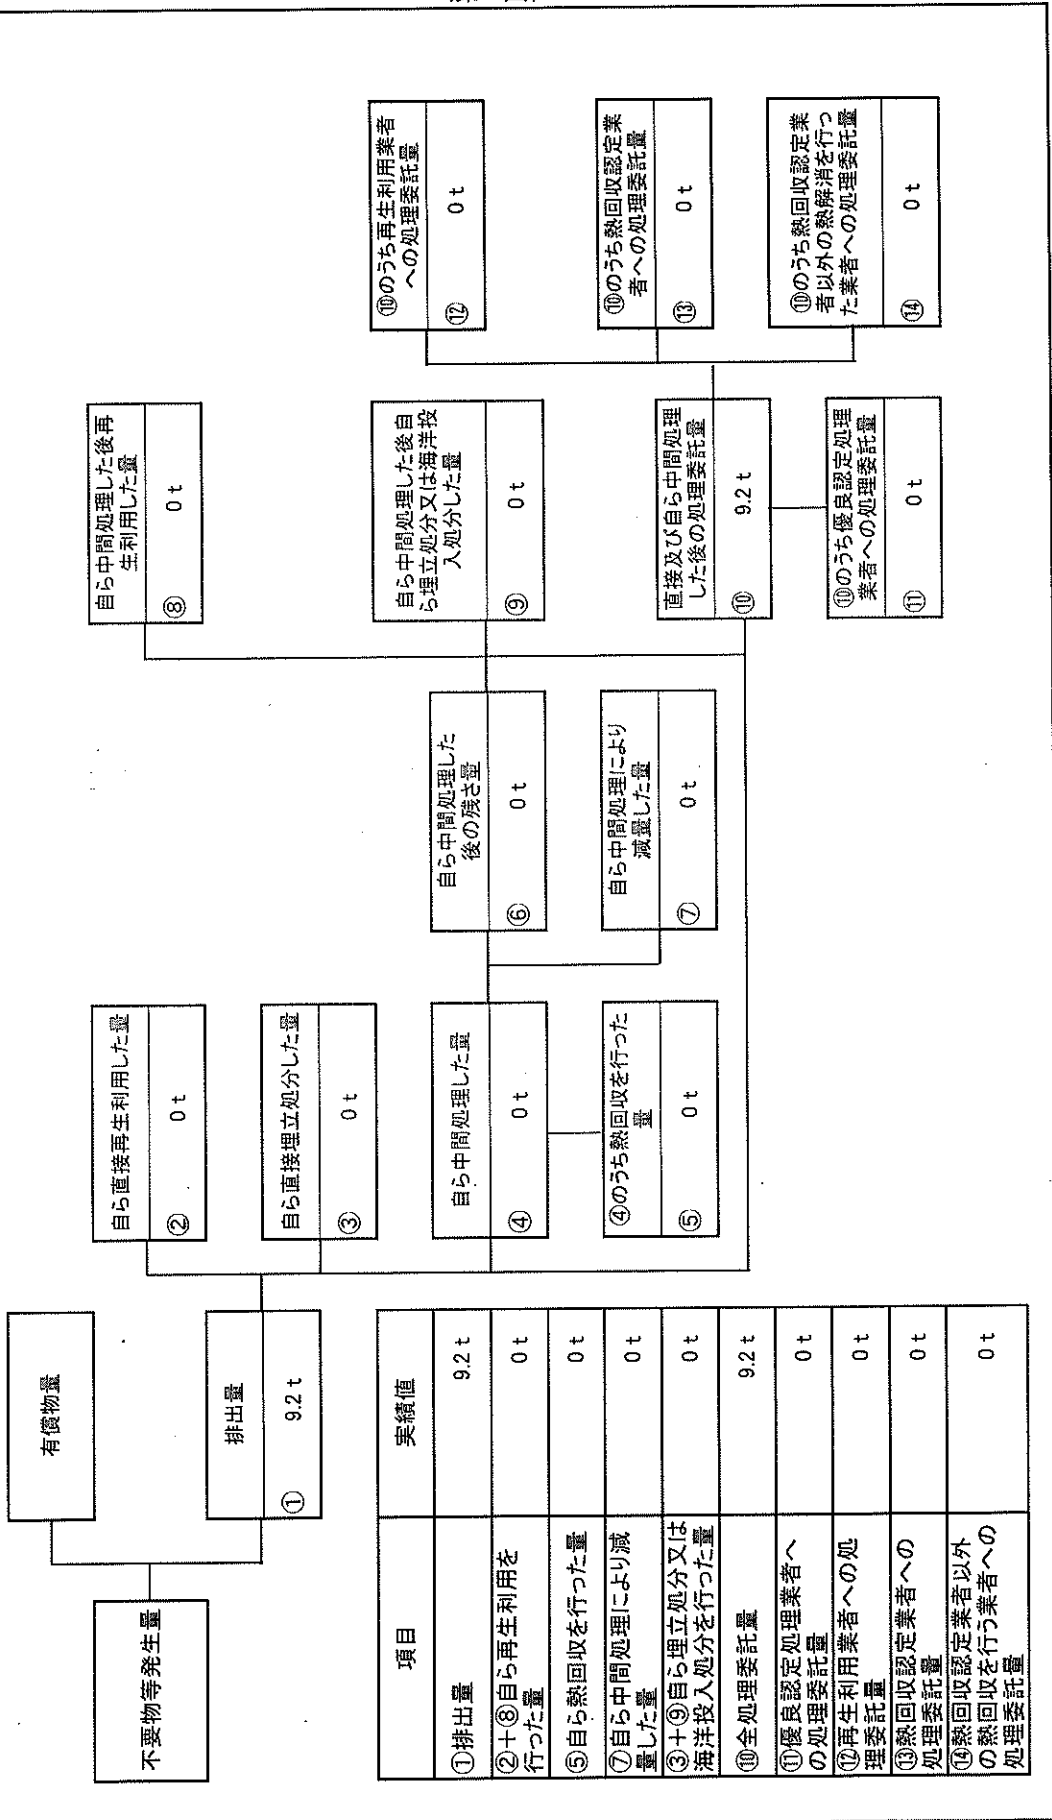 不要物等発生量
有償物量
排出量
① 9.2 t
自ら直接再生利用した量
② 0 t
自ら直接埋立処分した量
③ 0 t
自ら中間処理した量
④ 0 t
④のうち熱回収を行った
量
⑤ 0 t
自ら中間処理した
後の残さ量
⑥ 0 t
自ら中間処理により
減量した量
⑦ 0 t
自ら中間処理した後再
生利用した量
⑧ 0 t
自ら中間処理した後自
ら埋立処分又は海洋投
入処分した量
⑨ 0 t
直接及び自ら中間処理
した後の処理委託量
⑩ 9.2 t
⑩のうち優良認定処理
業者への処理委託量
⑪ 0 t
⑩のうち再生利用業者
への処理委託量
⑫ 0 t
⑩のうち熱回収認定業
者への処理委託量
⑬ 0 t
⑩のうち熱回収認定業
者以外の熱解消を行っ
た業者への処理委託量
⑭ 0 t
項目 実績値
①排出量 9.2 t
②+⑧自ら再生利用を
行った量 0 t
⑤自ら熱回収を行った量 0 t
⑦自ら中間処理により減
量した量 0 t
③+⑨自ら埋立処分又は
海洋投入処分を行った量 0 t
⑩全処理委託量 9.2 t
⑪優良認定処理業者へ
の処理委託量 0 t
⑫再生利用業者への処
理委託量 0 t
⑬熱回収認定業者への
処理委託量 0 t
⑭熱回収認定業者以外
の熱回収を行う業者への
処理委託量 0 t